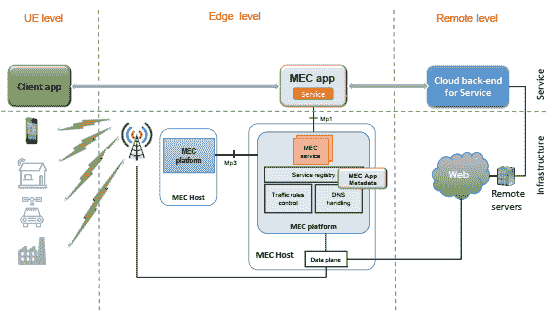 UE level
Edge level
Remote level
Client app
MEC app
Service
Cloud back-end
for Service
Service
Mp1
MEC
platform
MEC Host
Mp3
MEC
service
Service registry
MEC App
Metadata
Traffic rules
control
DNS
handling
MEC platform
MEC Host
Data plane
Web
Remote
servers
Infrastructure